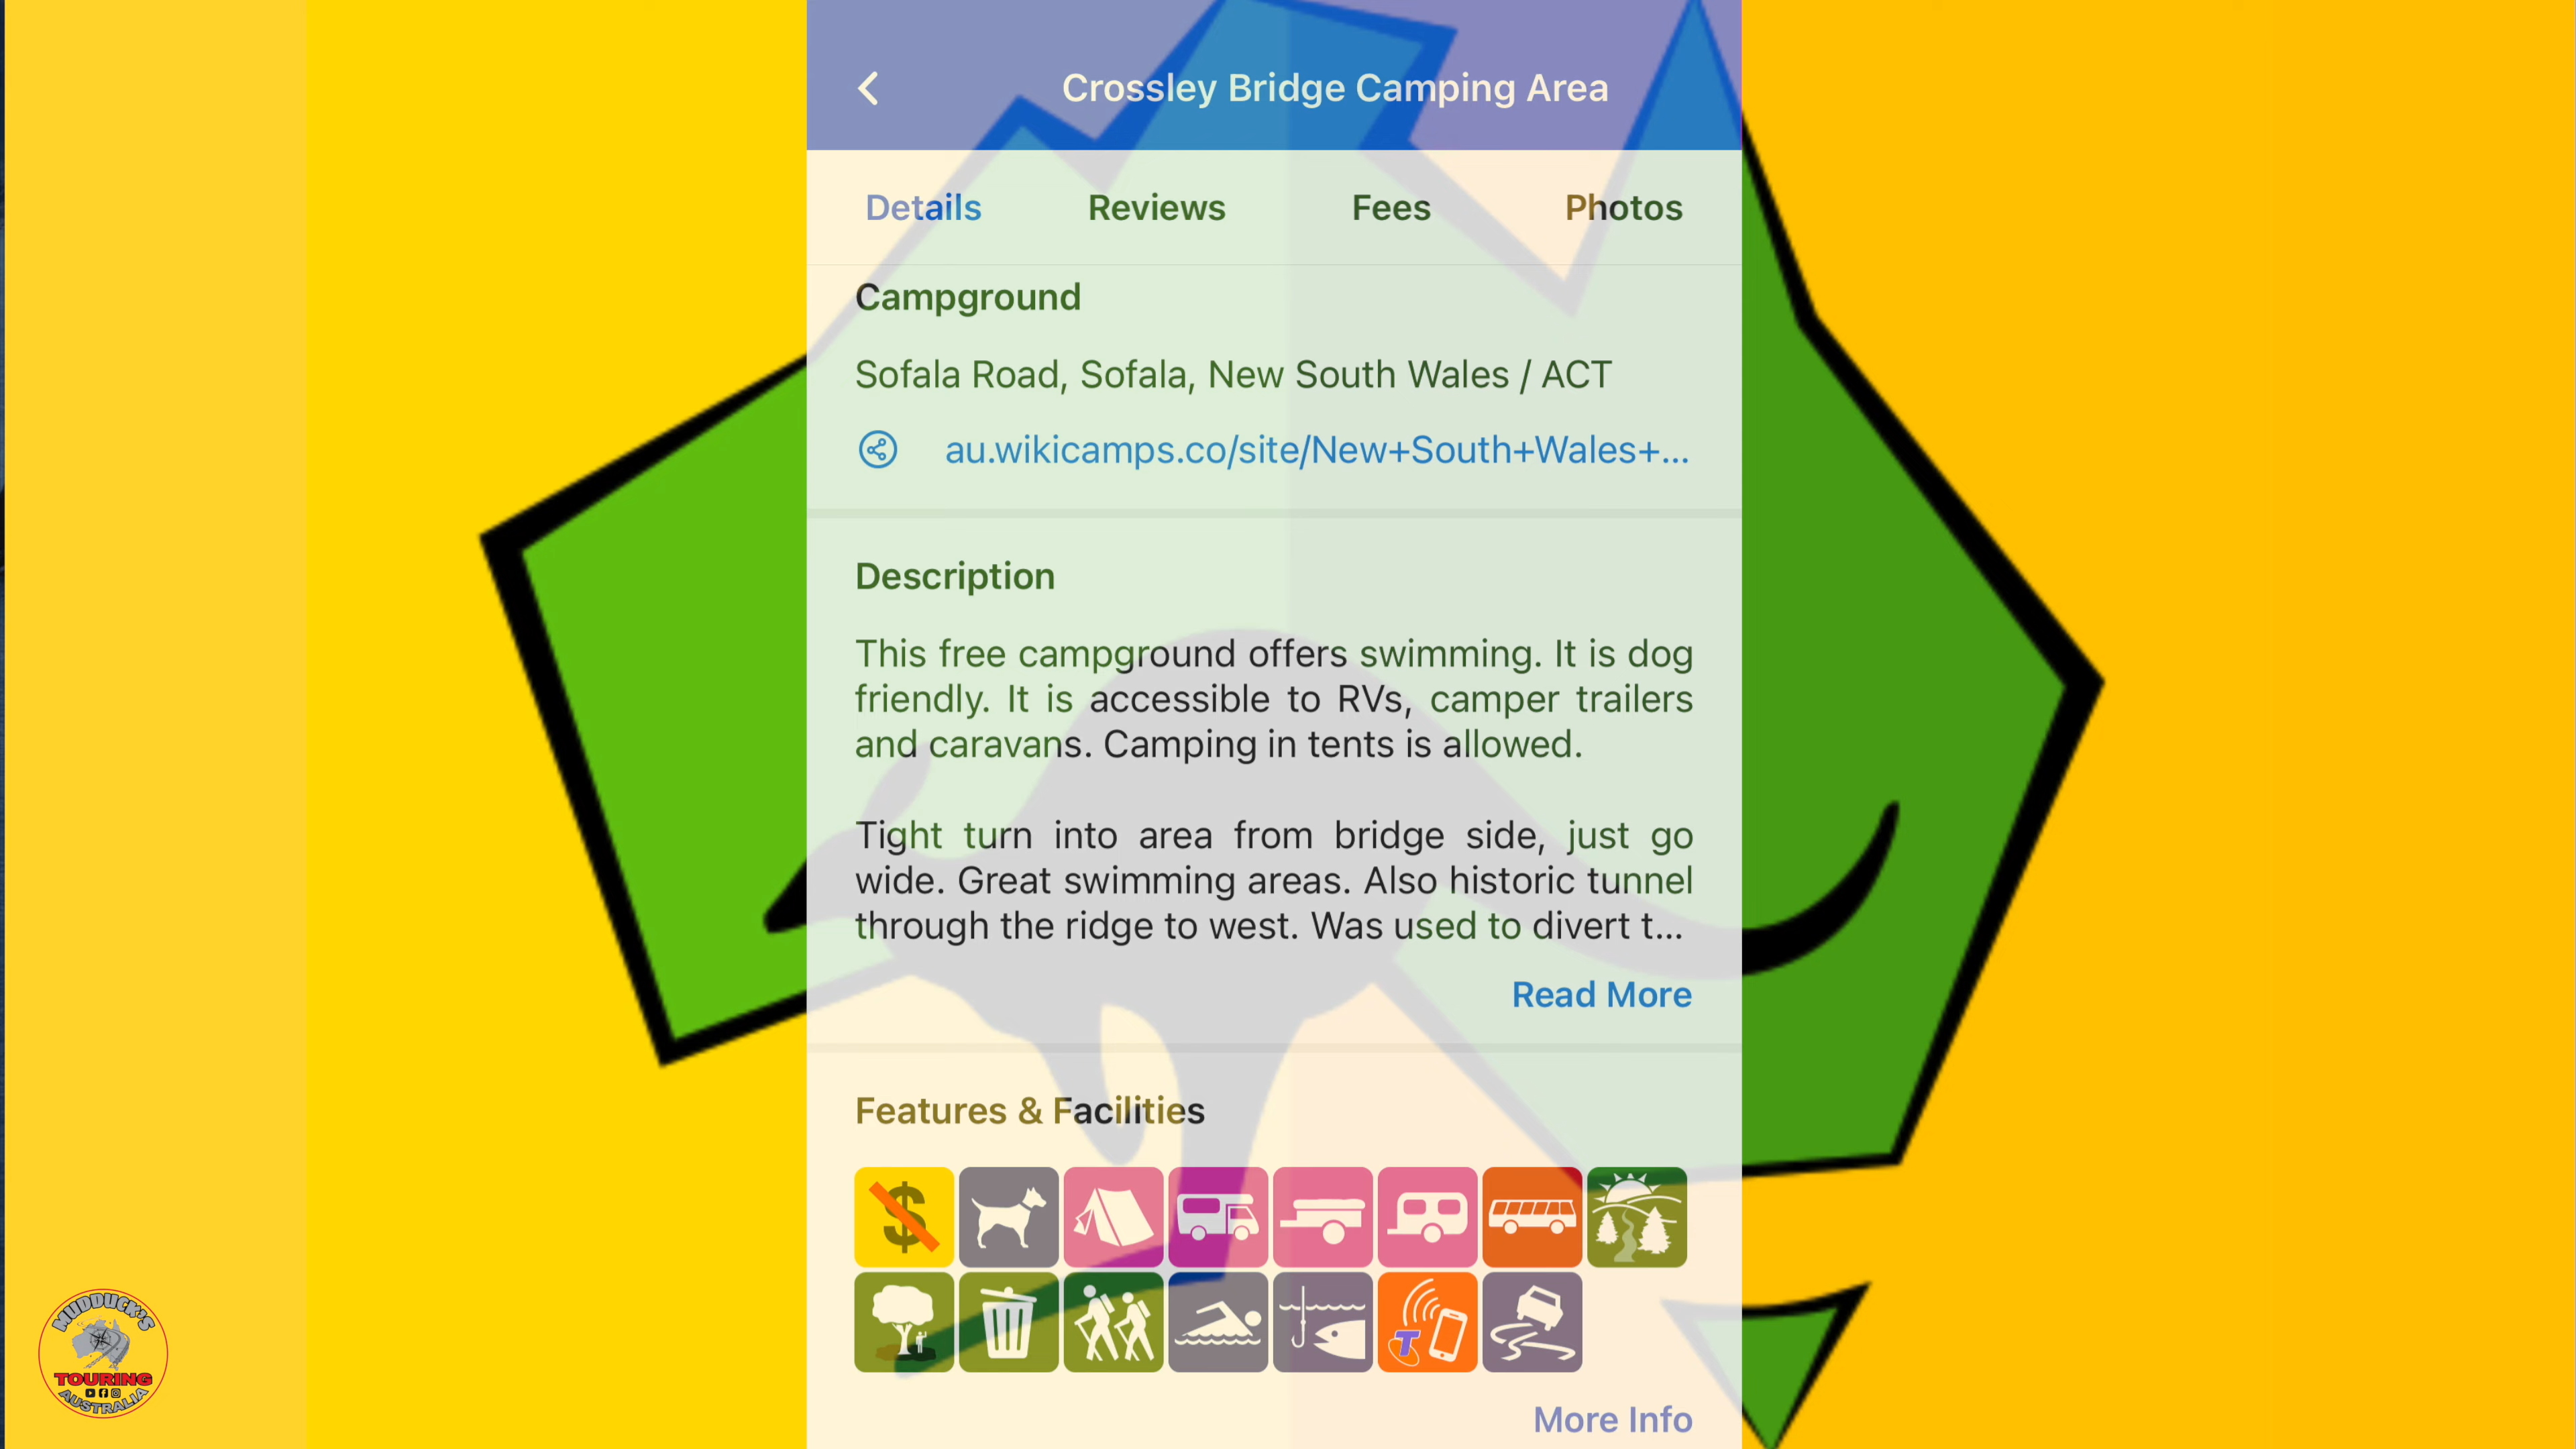 Crossley Bridge Camping Area
Details Reviews Fees Photos
Campground
Sofala Road, Sofala, New South Wales / ACT
au.wikicamps.co/site/New+South+Wales+...
Description
This free campground offers swimming. It is dog
friendly. It is accessible to RVs, camper trailers
and caravans. Camping in tents is allowed.
Tight turn into area from bridge side, just go
wide. Great swimming areas. Also historic tunnel
through the ridge to west. Was used to divert t...
Read More
Features & Facilities
$
T
More Info
MUDDUCK'S
TOURING
AUSTRALIA